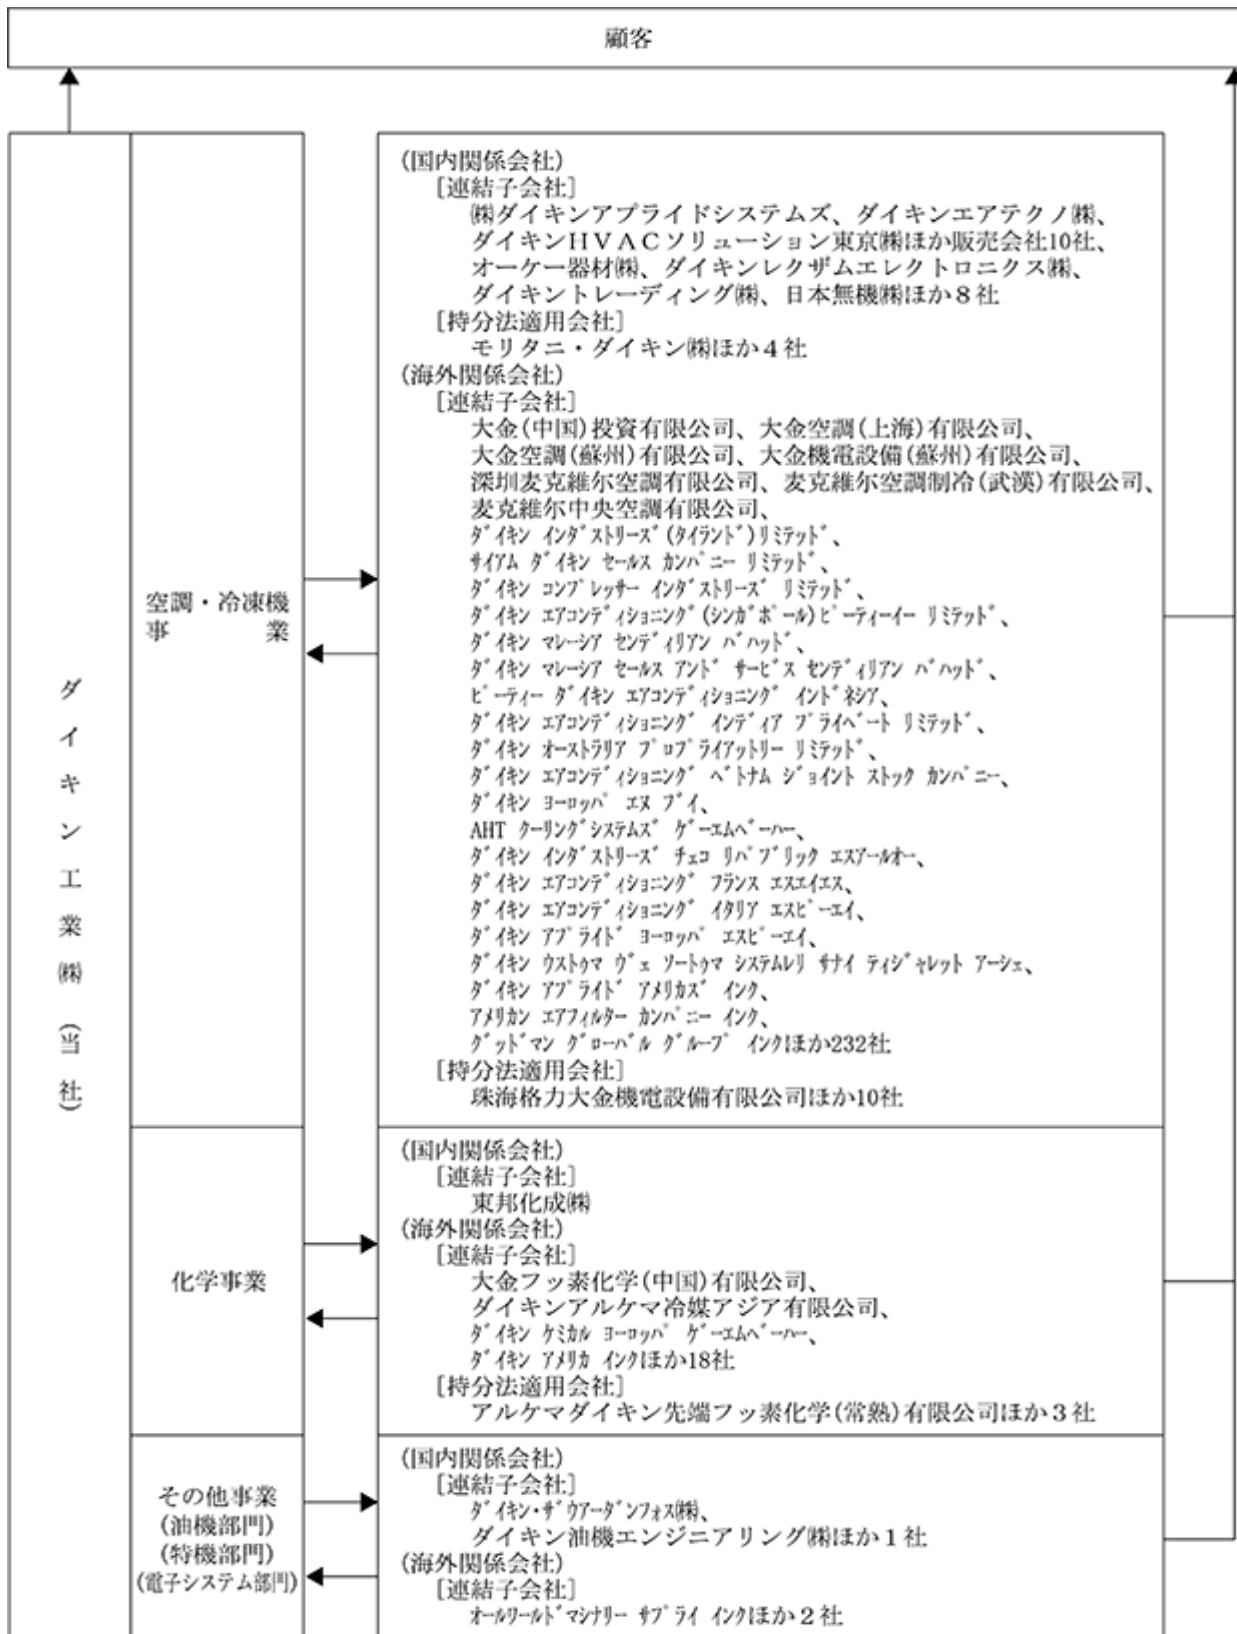 顧客
ダイキン工業㈱(当社)
空調・冷凍機
事業
(国内関係会社)
[連結子会社]
㈱ダイキンアプライドシステムズ、ダイキンエアテクノ㈱、
ダイキンHVACソリューション東京㈱ほか販売会社10社、
オーケー器材㈱、ダイキンレクザムエレクトロニクス㈱、
ダイキントレーディング㈱、日本無機㈱ほか8社
[持分法適用会社]
モリタニ・ダイキン㈱ほか4社
(海外関係会社)
[連結子会社]
大金(中国)投資有限公司、大金空調(上海)有限公司、
大金空調(蘇州)有限公司、大金機電設備(蘇州)有限公司、
深圳麦克維尔空調有限公司、麦克維尔空調制冷(武漢)有限公司、
麦克維尔中央空調有限公司、
ダイキン インダストリーズ(タイランド)リミテッド、
サイアム ダイキン セールス カンパニー リミテッド、
ダイキン コンプレッサー インダストリーズ リミテッド、
ダイキン エアコンディショニング(シンガポール)ピーティーイー リミテッド、
ダイキン マレーシア センディリアン バハッド、
ダイキン マレーシア セールス アンド サービス センディリアン バハッド、
ピーティー ダイキン エアコンディショニング インドネシア、
ダイキン エアコンディショニング インディア プライベート リミテッド、
ダイキン オーストラリア プロプライアットリー リミテッド、
ダイキン エアコンディショニング ベトナム ジョイント ストック カンパニー、
ダイキン ヨーロッパ エヌ ブイ、
AHT クーリングシステムズ ゲーエムベーハー、
ダイキン インダストリーズ チェコ リパブリック エスアールオー、
ダイキン エアコンディショニング フランス エスエイエス、
ダイキン エアコンディショニング イタリア エスピーエイ、
ダイキン アプライド ヨーロッパ エスピーエイ、
ダイキン ウストゥマ ヴェ ソートゥマ システムレリ サナイ ティジャレット アーシェ、
ダイキン アプライド アメリカズ インク、
アメリカン エアフィルター カンパニー インク、
グッドマン グローバル グループ インクほか232社
[持分法適用会社]
珠海格力大金機電設備有限公司ほか10社
化学事業
(国内関係会社)
[連結子会社]
東邦化成㈱
(海外関係会社)
[連結子会社]
大金フッ素化学(中国)有限公司、
ダイキンアルケマ冷媒アジア有限公司、
ダイキン ケミカル ヨーロッパ ゲーエムベーハー、
ダイキン アメリカ インクほか18社
[持分法適用会社]
アルケマダイキン先端フッ素化学(常熟)有限公司ほか3社
その他事業
(油機部門)
(特機部門)
(電子システム部門)
(国内関係会社)
[連結子会社]
ダイキン・ザウアーダンフォス㈱、
ダイキン油機エンジニアリング㈱ほか1社
(海外関係会社)
[連結子会社]
オールワールドマシナリー サプライ インクほか2社